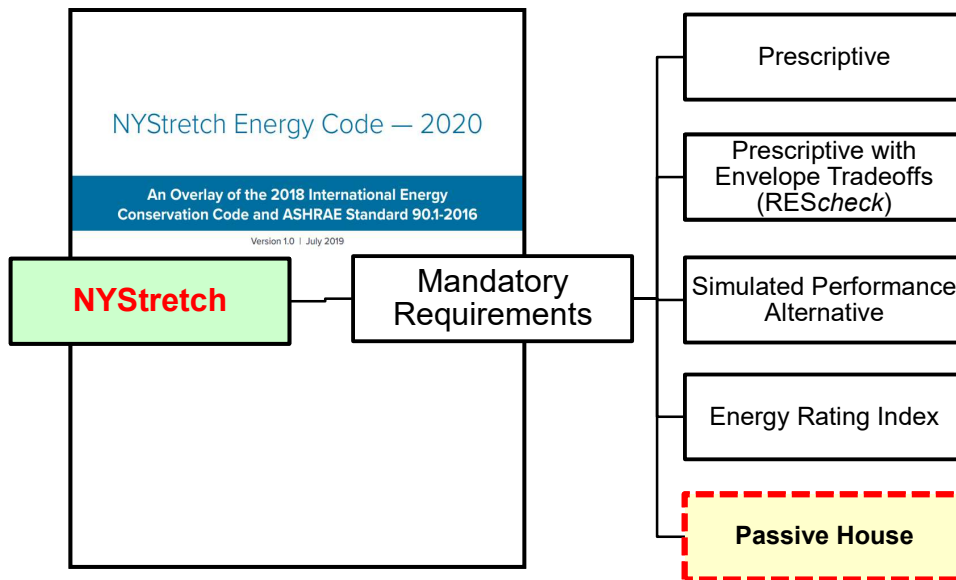 NYStretch Energy Code — 2020
An Overlay of the 2018 International Energy
Conservation Code and ASHRAE Standard 90.1-2016
Version 1.0 | July 2019
NYStretch
Mandatory
Requirements
Prescriptive
Prescriptive with
Envelope Tradeoffs
(REScheck)
Simulated Performance
Alternative
Energy Rating Index
Passive House